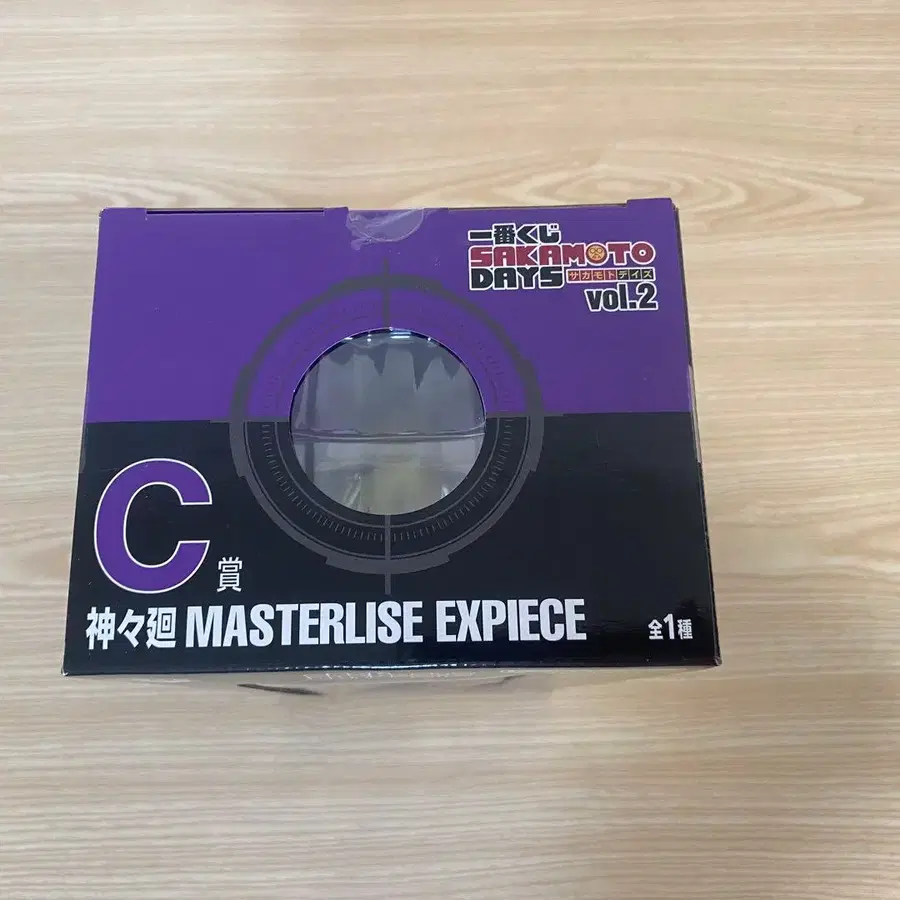 一番くじ
SAKAMOTO
DAYS サカモトデイズ
vol.2
C賞
神々廻 MASTERLISE EXPIECE
全1種